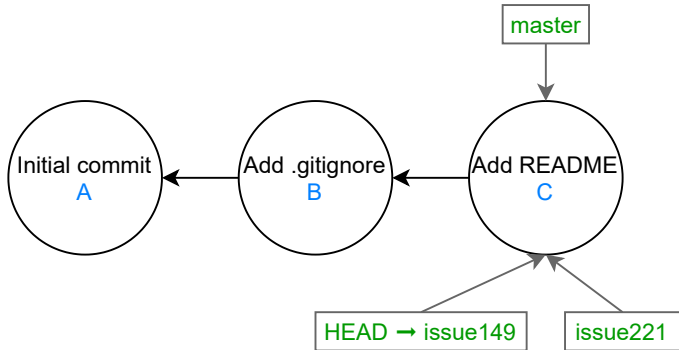 master
Initial commit
A
Add .gitignore
B
Add README
C
HEAD → issue149
issue221